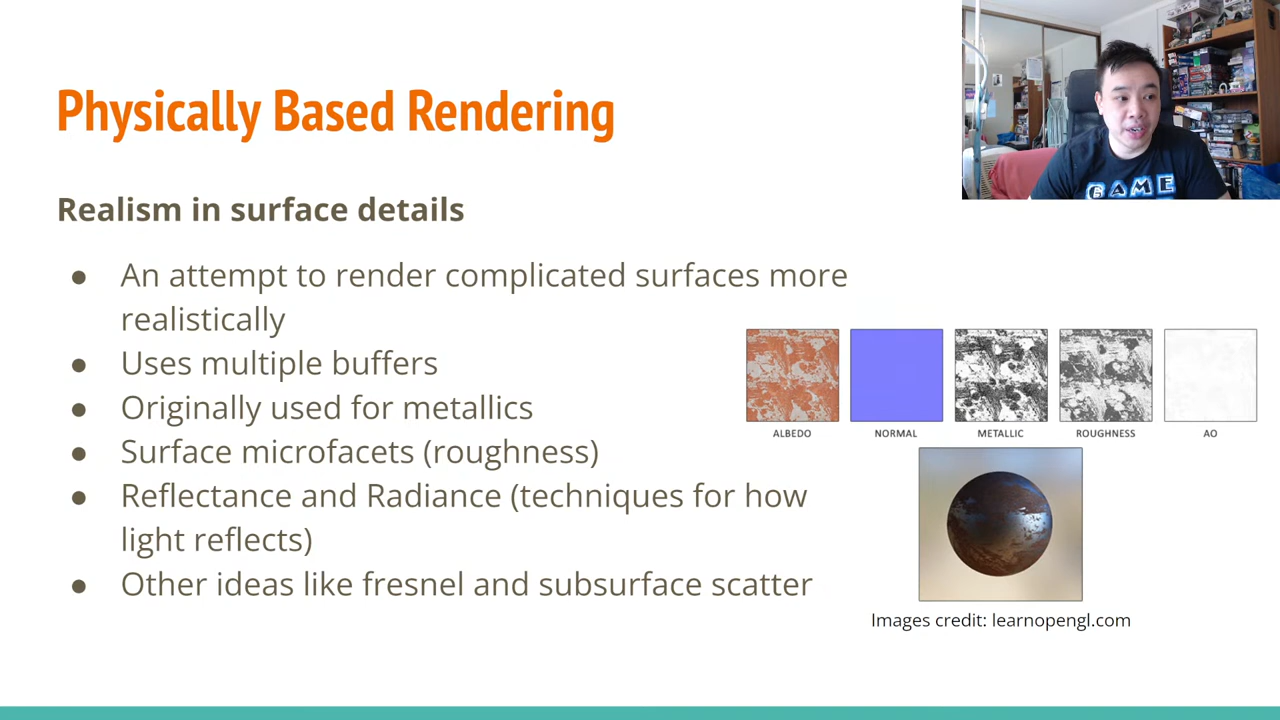 Physically Based Rendering
GAME
Realism in surface details
● An attempt to render complicated surfaces more
realistically
● Uses multiple buffers
● Originally used for metallics
● Surface microfacets (roughness)
● Reflectance and Radiance (techniques for how
light reflects)
● Other ideas like fresnel and subsurface scatter
ALBEDO NORMAL METALLIC ROUGHNESS AO
Images credit: learnopengl.com